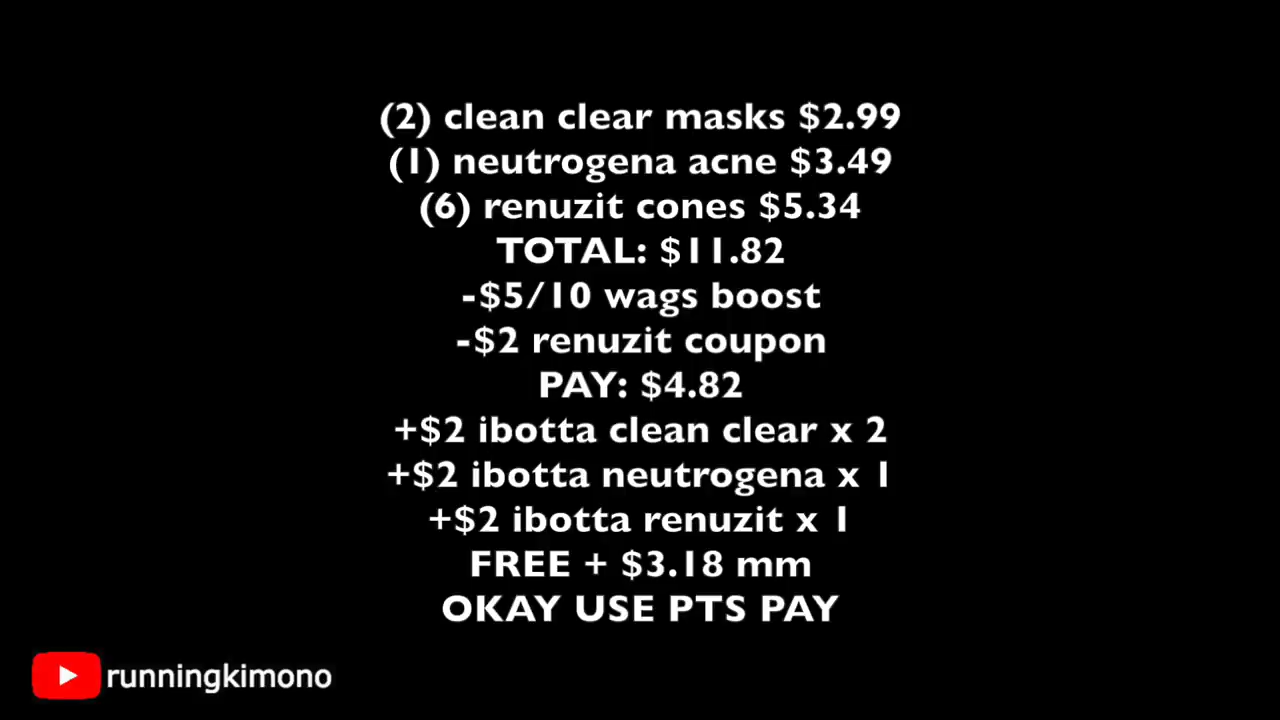 (2) clean clear masks $2.99
(1) neutrogena acne $3.49
(6) renuzit cones $5.34
TOTAL: $11.82
-$5/10 wags boost
-$2 renuzit coupon
PAY: $4.82
+$2 ibotta clean clear x 2
+$2 ibotta neutrogena x 1
+$2 ibotta renuzit x 1
FREE + $3.18 mm
OKAY USE PTS PAY
runningkimono